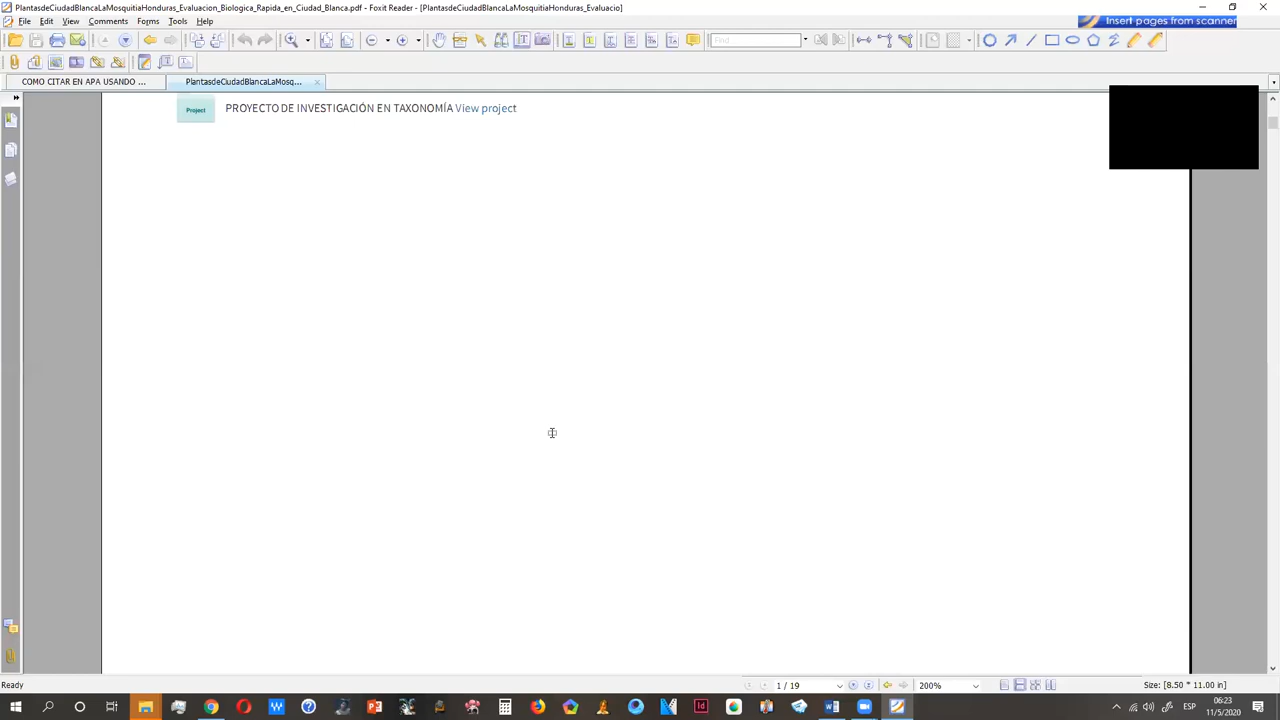 PlantasdeCiudadBlancaLaMosquitiaHonduras_Evaluacion_Biologica_Rapida_en_Ciudad_Blanca.pdf - Foxit Reader - [PlantasdeCiudadBlancaLaMosquitiaHonduras_Evaluacio]
File Edit View Comments Forms Tools Help
Insert pages from scanner
Find
COMO CITAR EN APA USANDO ...
PlantasdeCiudadBlancaLaMosq...
Project
PROYECTO DE INVESTIGACIÓN EN TAXONOMÍA View project
Ready
1 / 19
200%
Size: [8.50 * 11.00 in]
ESP
06:23
11/5/2020